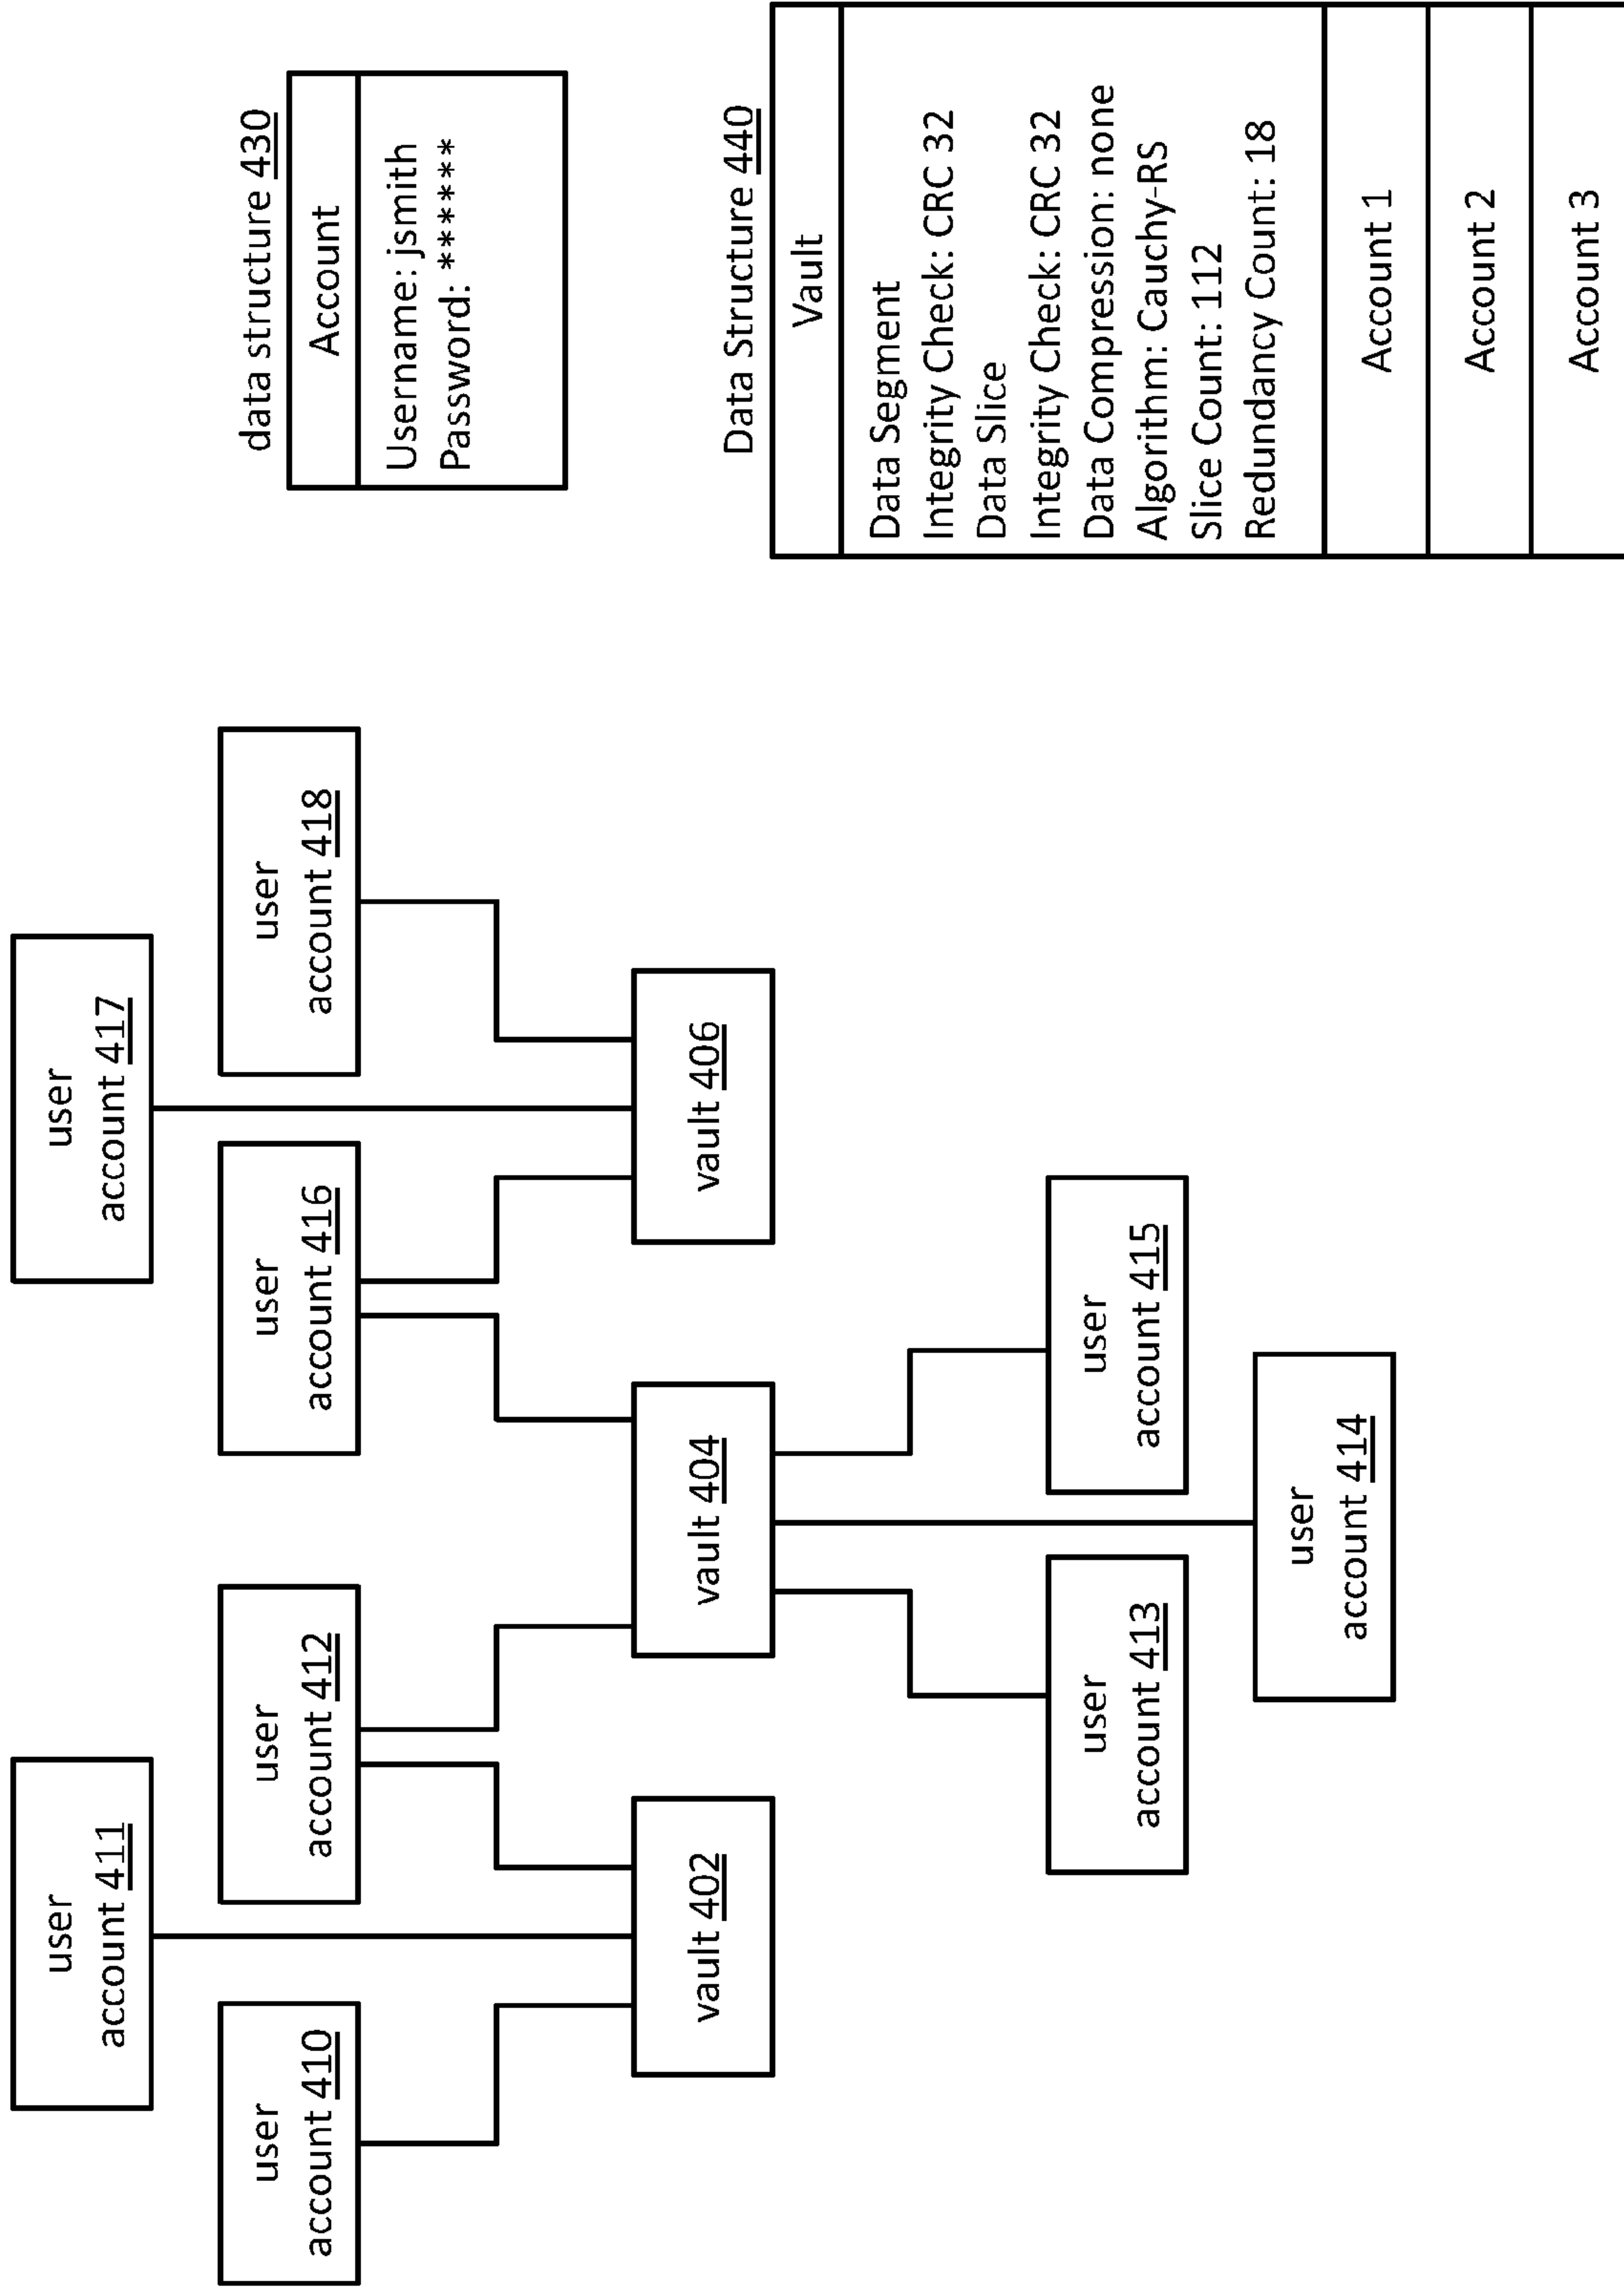 user
account 411
user
account 417
user
account 410
user
account 412
user
account 416
user
account 418
vault 402
vault 404
vault 406
user
account 413
user
account 415
user
account 414
data structure 430
Account
Username: jsmith
Password: *******
Data Structure 440
Vault
Data Segment
Integrity Check: CRC 32
Data Slice
Integrity Check: CRC 32
Data Compression: none
Algorithm: Cauchy-RS
Slice Count: 112
Redundancy Count: 18
Account 1
Account 2
Account 3